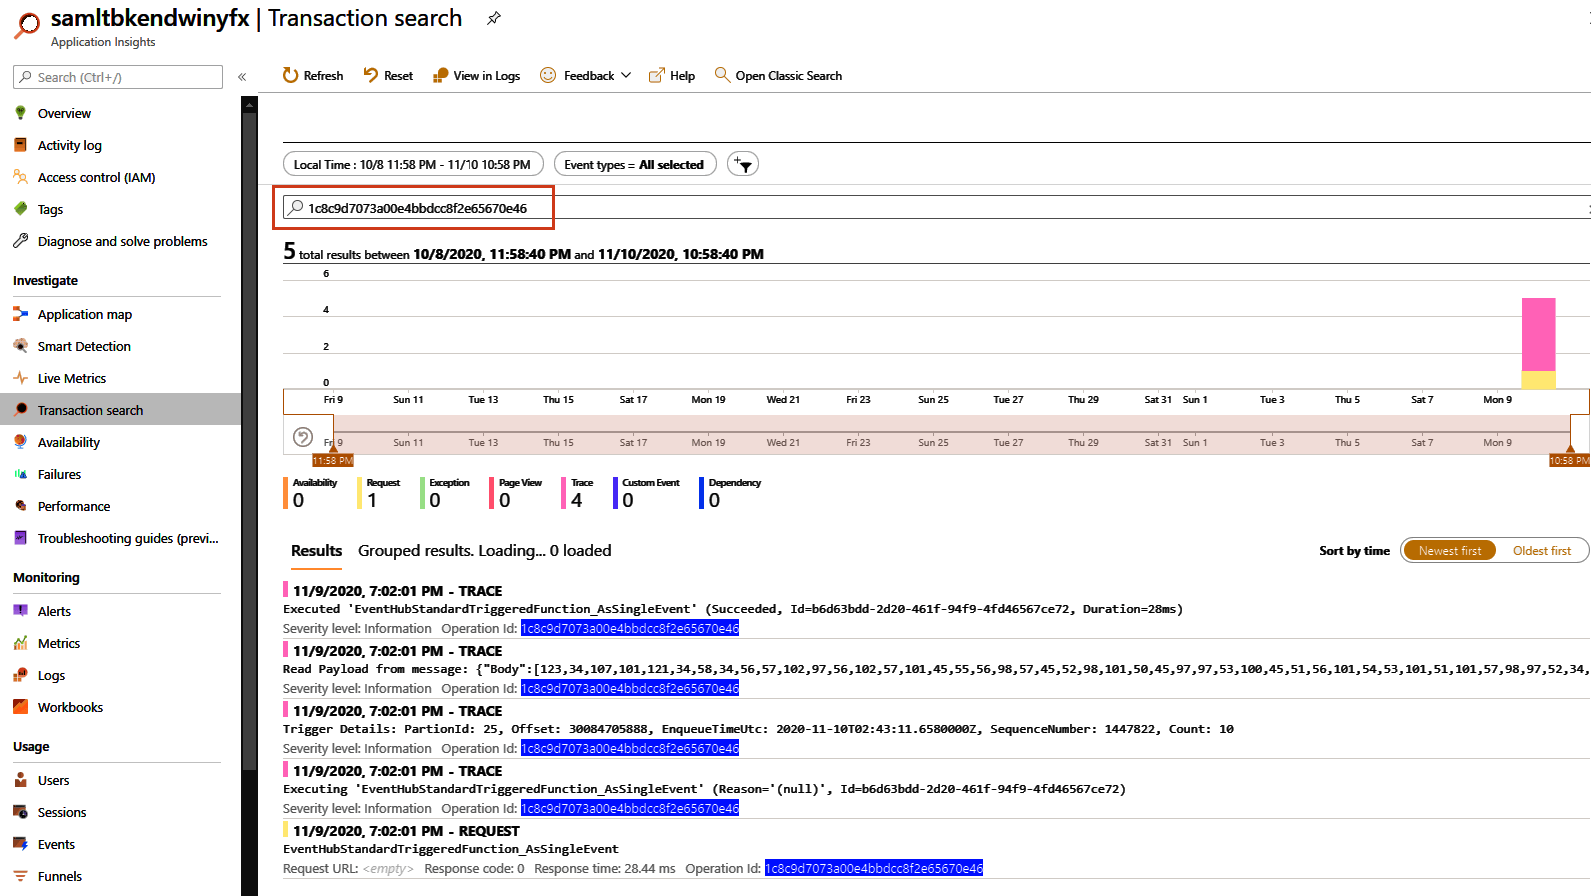 samltbkendwinyfx | Transaction search
Application Insights
Search (Ctrl+/)
«
Overview
Activity log
Access control (IAM)
Tags
Diagnose and solve problems
Investigate
Application map
Smart Detection
Live Metrics
Transaction search
Availability
Failures
Performance
Troubleshooting guides (previ...
Monitoring
Alerts
Metrics
Logs
Workbooks
Usage
Users
Sessions
Events
Funnels
Refresh Reset View in Logs Feedback Help Open Classic Search
Local Time : 10/8 11:58 PM - 11/10 10:58 PM Event types = All selected
1c8c9d7073a00e4bbdcc8f2e65670e46
5 total results between 10/8/2020, 11:58:40 PM and 11/10/2020, 10:58:40 PM
6
4
2
0
Fri 9 Sun 11 Tue 13 Thu 15 Sat 17 Mon 19 Wed 21 Fri 23 Sun 25 Tue 27 Thu 29 Sat 31 Sun 1 Tue 3 Thu 5 Sat 7 Mon 9
Fri 9 Sun 11 Tue 13 Thu 15 Sat 17 Mon 19 Wed 21 Fri 23 Sun 25 Tue 27 Thu 29 Sat 31 Sun 1 Tue 3 Thu 5 Sat 7 Mon 9
11:58 PM 10:58 PM
Availability Request Exception Page View Trace Custom Event Dependency
0 1 0 0 4 0 0
Results Grouped results. Loading... 0 loaded Sort by time Newest first Oldest first
11/9/2020, 7:02:01 PM - TRACE
Executed 'EventHubStandardTriggeredFunction_AsSingleEvent' (Succeeded, Id=b6d63bdd-2d20-461f-94f9-4fd46567ce72, Duration=28ms)
Severity level: Information Operation Id: 1c8c9d7073a00e4bbdcc8f2e65670e46
11/9/2020, 7:02:01 PM - TRACE
Read Payload from message: {"Body":[123,34,107,101,121,34,58,34,56,57,102,97,56,102,57,101,45,55,56,98,57,45,52,98,101,50,45,97,97,53,100,45,51,56,101,54,53,101,51,101,57,98,97,52,34,
Severity level: Information Operation Id: 1c8c9d7073a00e4bbdcc8f2e65670e46
11/9/2020, 7:02:01 PM - TRACE
Trigger Details: PartionId: 25, Offset: 30084705888, EnqueueTimeUtc: 2020-11-10T02:43:11.6580000Z, SequenceNumber: 1447822, Count: 10
Severity level: Information Operation Id: 1c8c9d7073a00e4bbdcc8f2e65670e46
11/9/2020, 7:02:01 PM - TRACE
Executing 'EventHubStandardTriggeredFunction_AsSingleEvent' (Reason='(null)', Id=b6d63bdd-2d20-461f-94f9-4fd46567ce72)
Severity level: Information Operation Id: 1c8c9d7073a00e4bbdcc8f2e65670e46
11/9/2020, 7:02:01 PM - REQUEST
EventHubStandardTriggeredFunction_AsSingleEvent
Request URL: <empty> Response code: 0 Response time: 28.44 ms Operation Id: 1c8c9d7073a00e4bbdcc8f2e65670e46